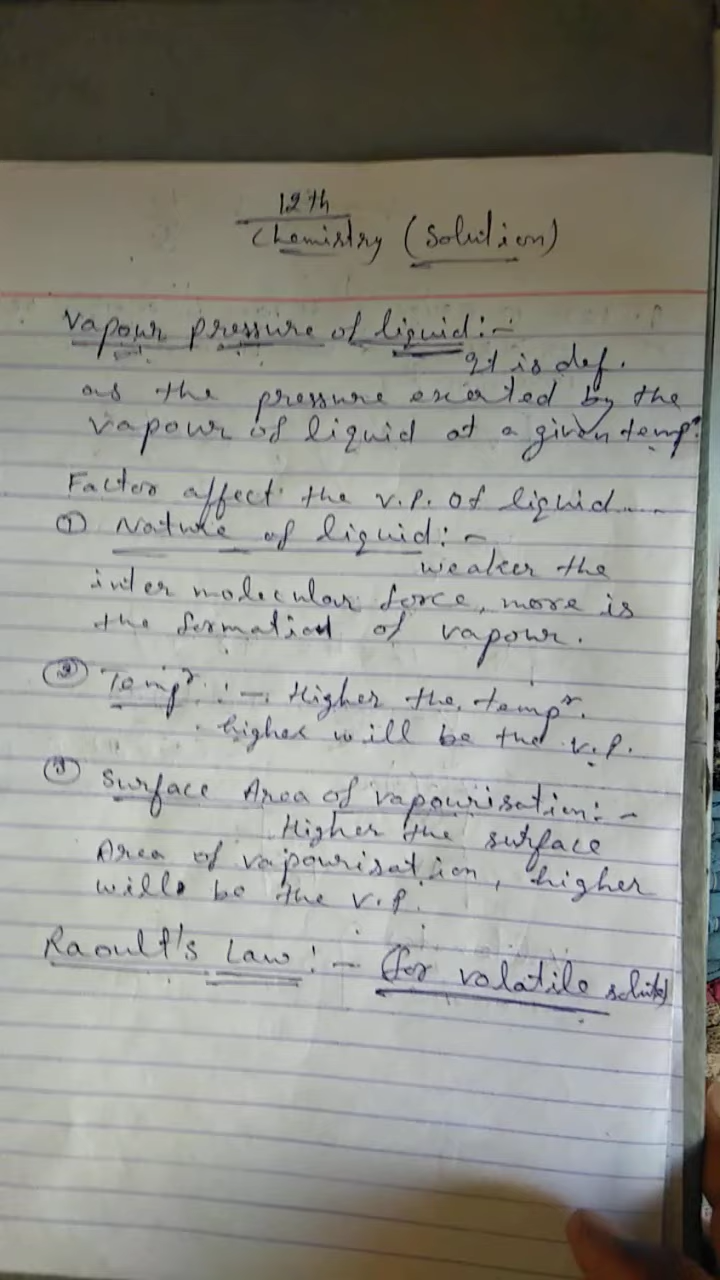 12th
Chemistry (Solution)
Vapour pressure of liquid:-
It is def.
as the pressure exerted by the
vapour of liquid at a given temp.
Factor affect the v.p. of liquid....
① Nature of liquid:-
weaker the
inter molecular force, more is
the formation of vapour.
② Tempr :- Higher the tempr.
higher will be the v.p.
③ Surface Area of vapourisation:-
Higher the surface
Area of vapourisation, higher
will be the v.p.
Raoult's Law:- (for volatile solute)